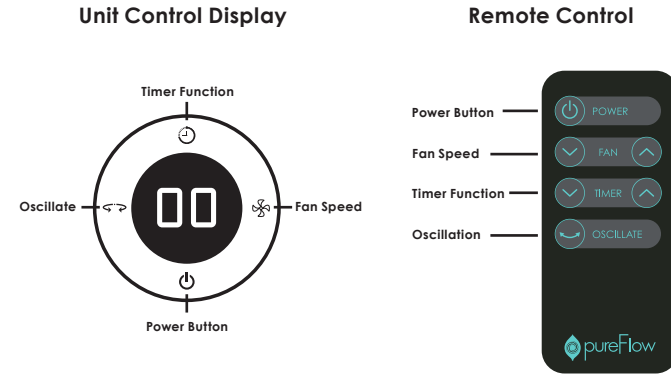 Unit Control Display
Timer Function
Oscillate
00
Fan Speed
Power Button
Remote Control
Power Button
Fan Speed
Timer Function
Oscillation
POWER
FAN
TIMER
OSCILLATE
pureFlow